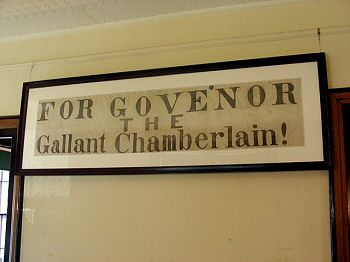 FOR GOVE'NOR
THE
Gallant Chamberlain!